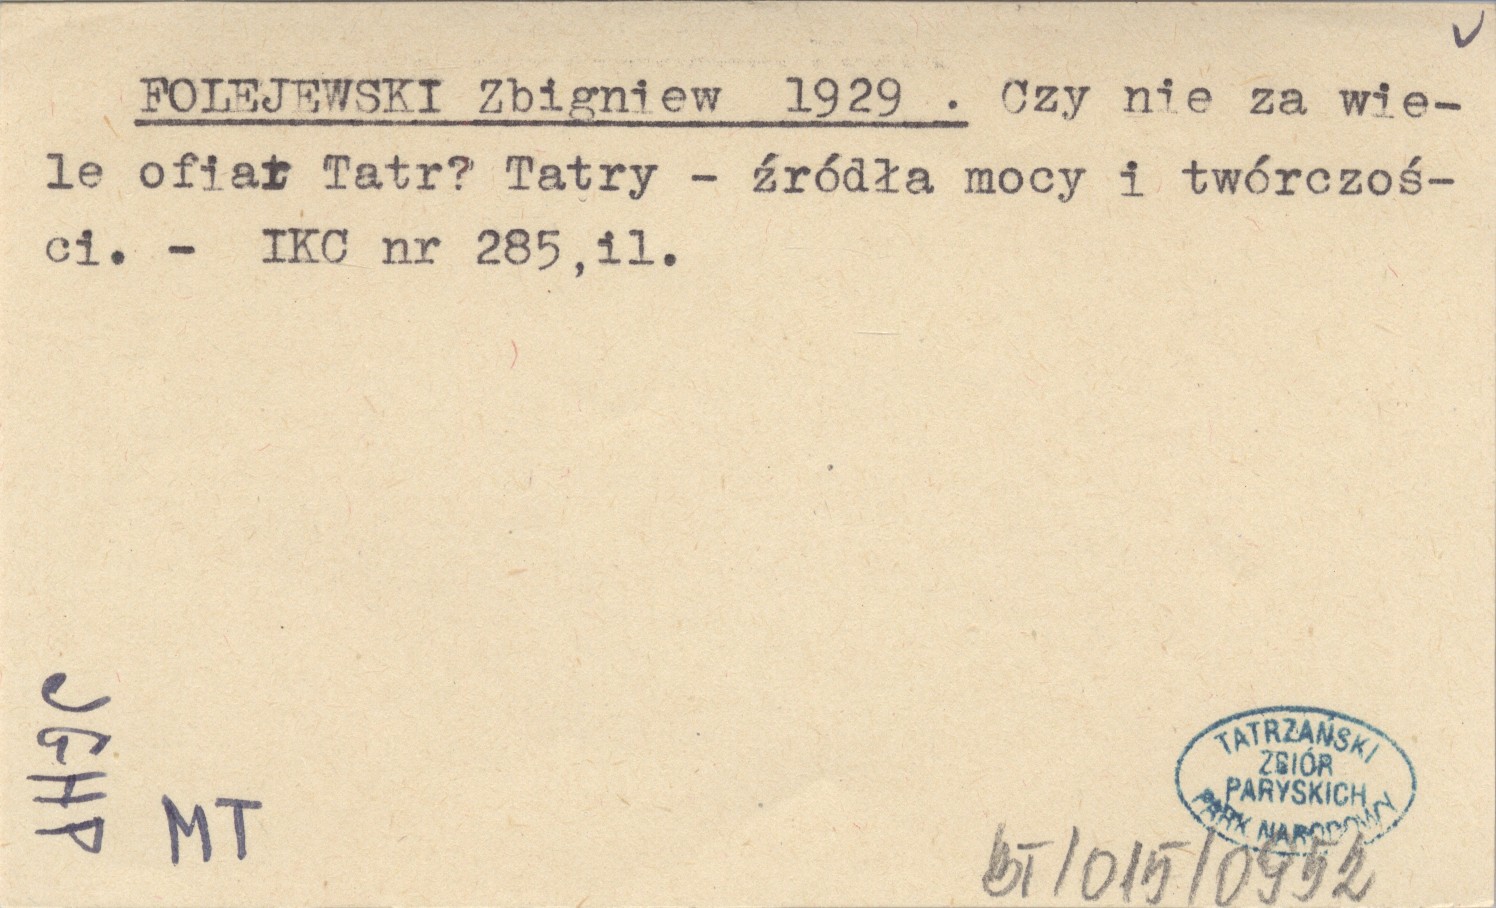 FOLEJEWSKI Zbigniew 1929 . Czy nie za wie-
le ofiar Tatr? Tatry - źródła mocy i twórczoś-
ci. - IKC nr 285,il.
JGHP
MT
TATRZAŃSKI
ZBIÓR
PARYSKICH
PARK NARODOWY
BT/015/0952